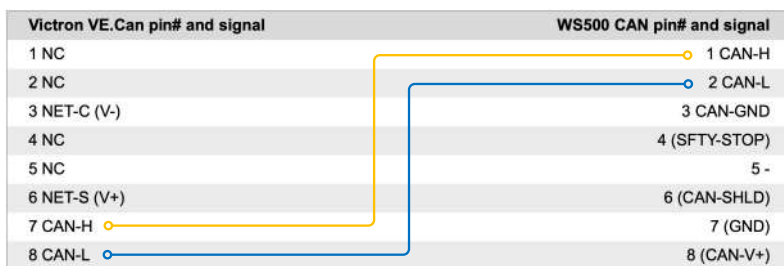 Victron VE.Can pin# and signal WS500 CAN pin# and signal
1 NC 1 CAN-H
2 NC 2 CAN-L
3 NET-C (V-) 3 CAN-GND
4 NC 4 (SFTY-STOP)
5 NC 5 -
6 NET-S (V+) 6 (CAN-SHLD)
7 CAN-H 7 (GND)
8 CAN-L 8 (CAN-V+)